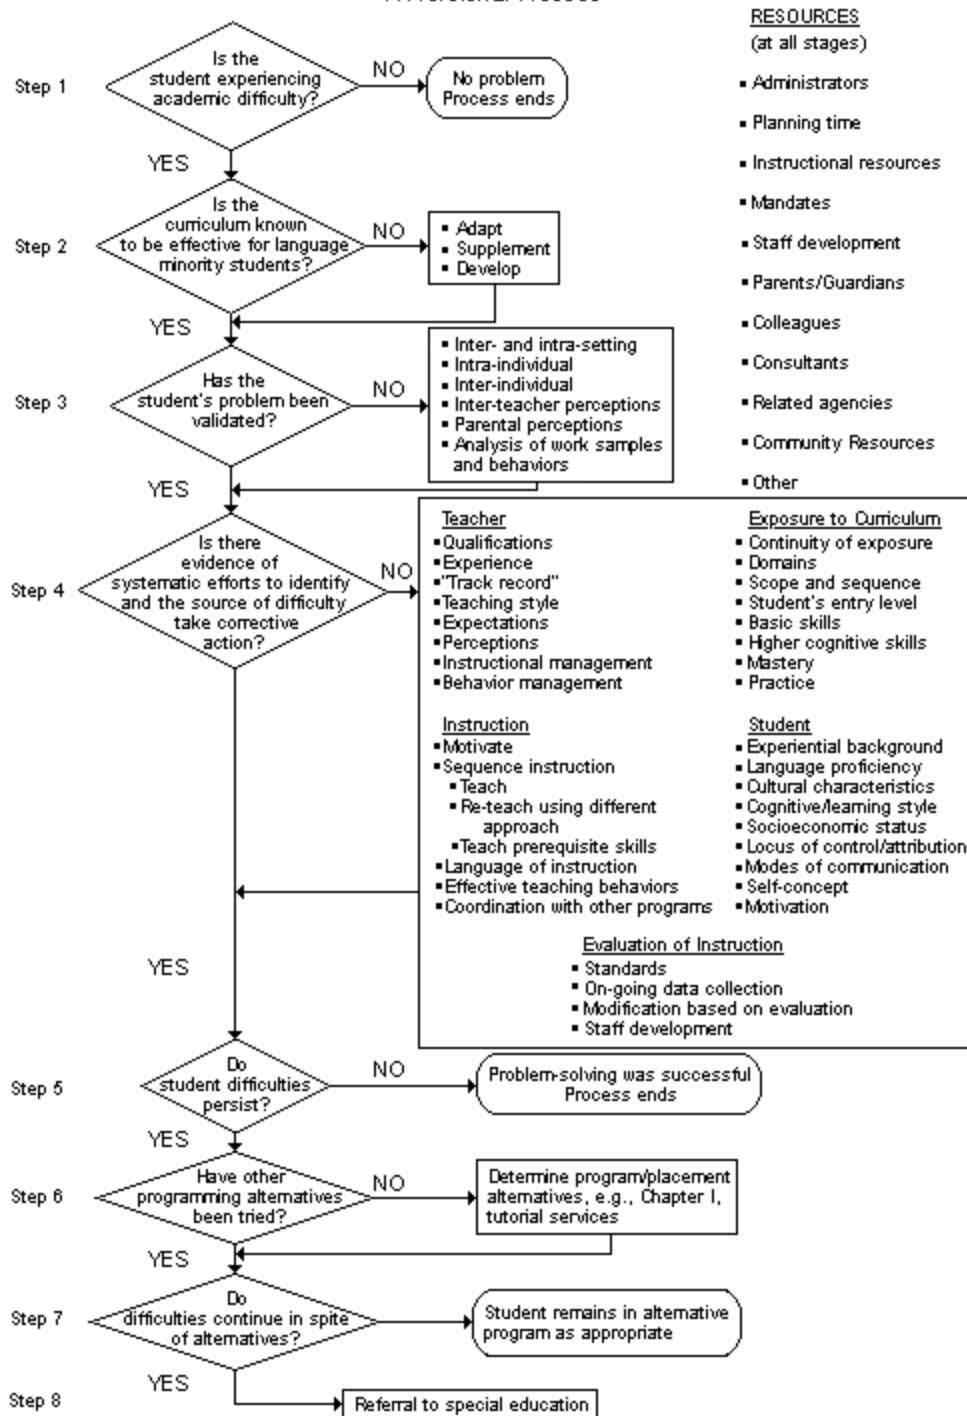 RESOURCES
(at all stages)
▪ Administrators
▪ Planning time
▪ Instructional resources
▪ Mandates
▪ Staff development
▪ Parents/Guardians
▪ Colleagues
▪ Consultants
▪ Related agencies
▪ Community Resources
▪ Other
Step 1
Is the
student experiencing
academic difficulty?
NO
No problem
Process ends
YES
Step 2
Is the
curriculum known
to be effective for language
minority students?
NO
▪ Adapt
▪ Supplement
▪ Develop
YES
Step 3
Has the
student's problem been
validated?
NO
▪ Inter- and intra-setting
▪ Intra-individual
▪ Inter-individual
▪ Inter-teacher perceptions
▪ Parental perceptions
▪ Analysis of work samples
and behaviors
YES
Step 4
Is there
evidence of
systematic efforts to identify
and the source of difficulty
take corrective
action?
NO
Teacher
▪Qualifications
▪Experience
▪"Track record"
▪Teaching style
▪Expectations
▪Perceptions
▪Instructional management
▪Behavior management
Exposure to Curriculum
▪ Continuity of exposure
▪ Domains
▪ Scope and sequence
▪ Student's entry level
▪ Basic skills
▪ Higher cognitive skills
▪ Mastery
▪ Practice
Instruction
▪Motivate
▪Sequence instruction
▪Teach
▪Re-teach using different
approach
▪Teach prerequisite skills
▪Language of instruction
▪Effective teaching behaviors
▪Coordination with other programs
Student
▪ Experiential background
▪ Language proficiency
▪ Cultural characteristics
▪ Cognitive/learning style
▪ Socioeconomic status
▪ Locus of control/attribution
▪ Modes of communication
▪ Self-concept
▪ Motivation
Evaluation of Instruction
▪ Standards
▪ On-going data collection
▪ Modification based on evaluation
▪ Staff development
YES
Step 5
Do
student difficulties
persist?
NO
Problem-solving was successful
Process ends
YES
Step 6
Have other
programming alternatives
been tried?
NO
Determine program/placement
alternatives, e.g., Chapter I,
tutorial services
YES
Step 7
Do
difficulties continue in spite
of alternatives?
Student remains in alternative
program as appropriate
YES
Step 8
Referral to special education